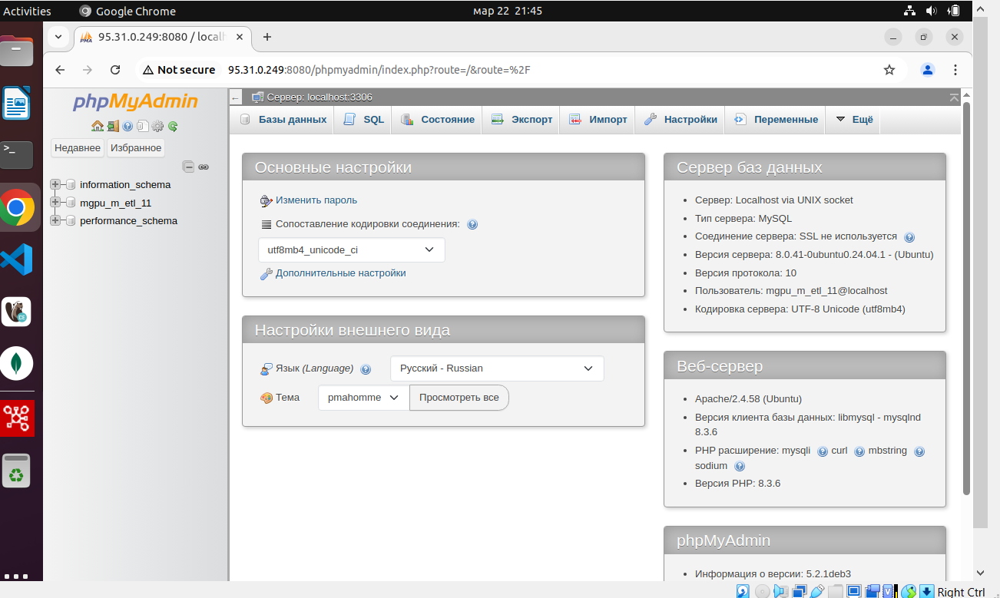 Activities
Google Chrome
мар 22 21:45
95.31.0.249:8080 / localh
Not secure
95.31.0.249:8080/phpmyadmin/index.php?route=/&route=%2F
phpMyAdmin
Недавнее
Избранное
information_schema
mgpu_m_etl_11
performance_schema
Сервер: localhost:3306
Базы данных
SQL
Состояние
Экспорт
Импорт
Настройки
Переменные
Ещё
Основные настройки
Изменить пароль
Сопоставление кодировки соединения:
utf8mb4_unicode_ci
Дополнительные настройки
Настройки внешнего вида
Язык (Language)
Русский - Russian
Тема
pmahomme
Просмотреть все
Сервер баз данных
Сервер: Localhost via UNIX socket
Тип сервера: MySQL
Соединение сервера: SSL не используется
Версия сервера: 8.0.41-0ubuntu0.24.04.1 - (Ubuntu)
Версия протокола: 10
Пользователь: mgpu_m_etl_11@localhost
Кодировка сервера: UTF-8 Unicode (utf8mb4)
Веб-сервер
Apache/2.4.58 (Ubuntu)
Версия клиента базы данных: libmysql - mysqlnd
8.3.6
PHP расширение: mysqli curl mbstring
sodium
Версия PHP: 8.3.6
phpMyAdmin
Информация о версии: 5.2.1deb3
Right Ctrl